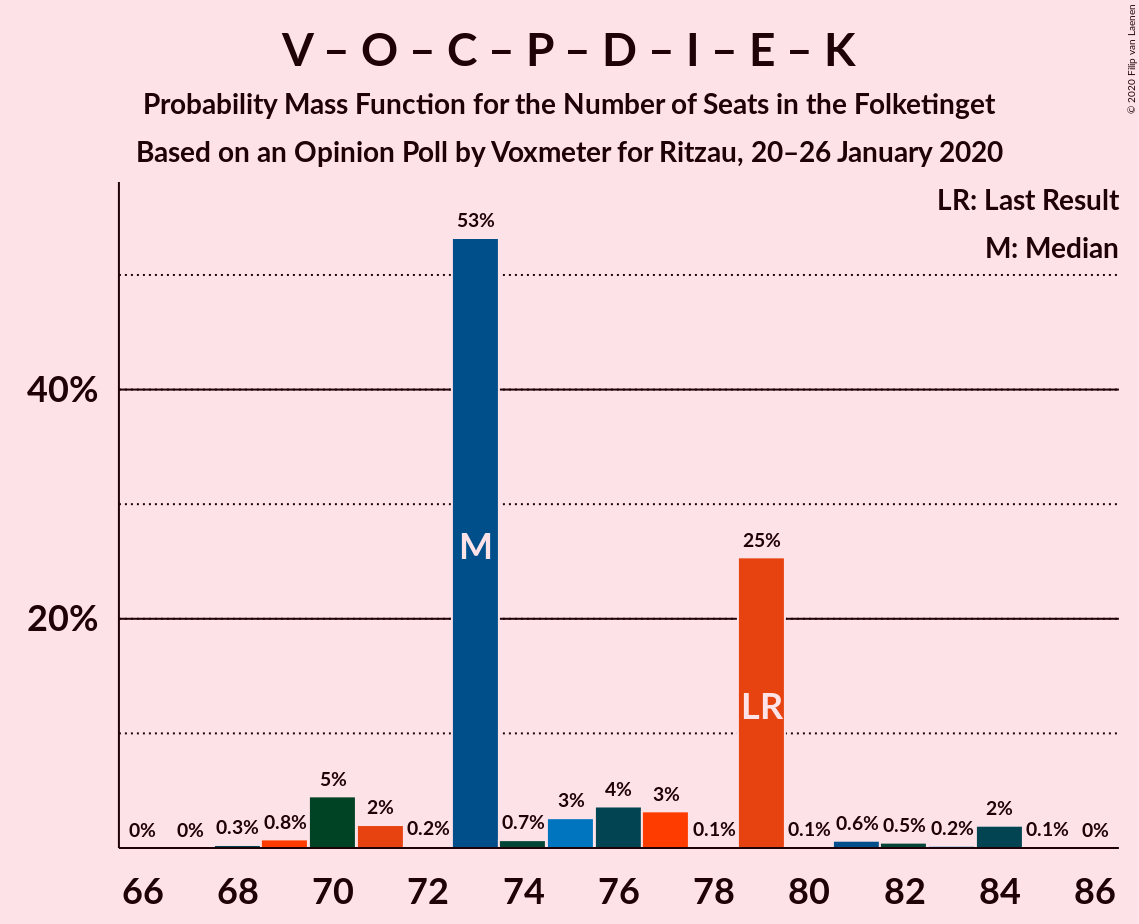 V – O – C – P – D – I – E – K
Probability Mass Function for the Number of Seats in the Folketinget
Based on an Opinion Poll by Voxmeter for Ritzau, 20–26 January 2020
© 2020 Filip van Laenen
LR: Last Result
M: Median
53%
40%
M
25%
20%
LR
5%
2%
3%
4%
3%
2%
0%
0%
0.3%
0.8%
0.2%
0.7%
0.1%
0.1%
0.6%
0.5%
0.2%
0.1%
0%
66 68 70 72 74 76 78 80 82 84 86